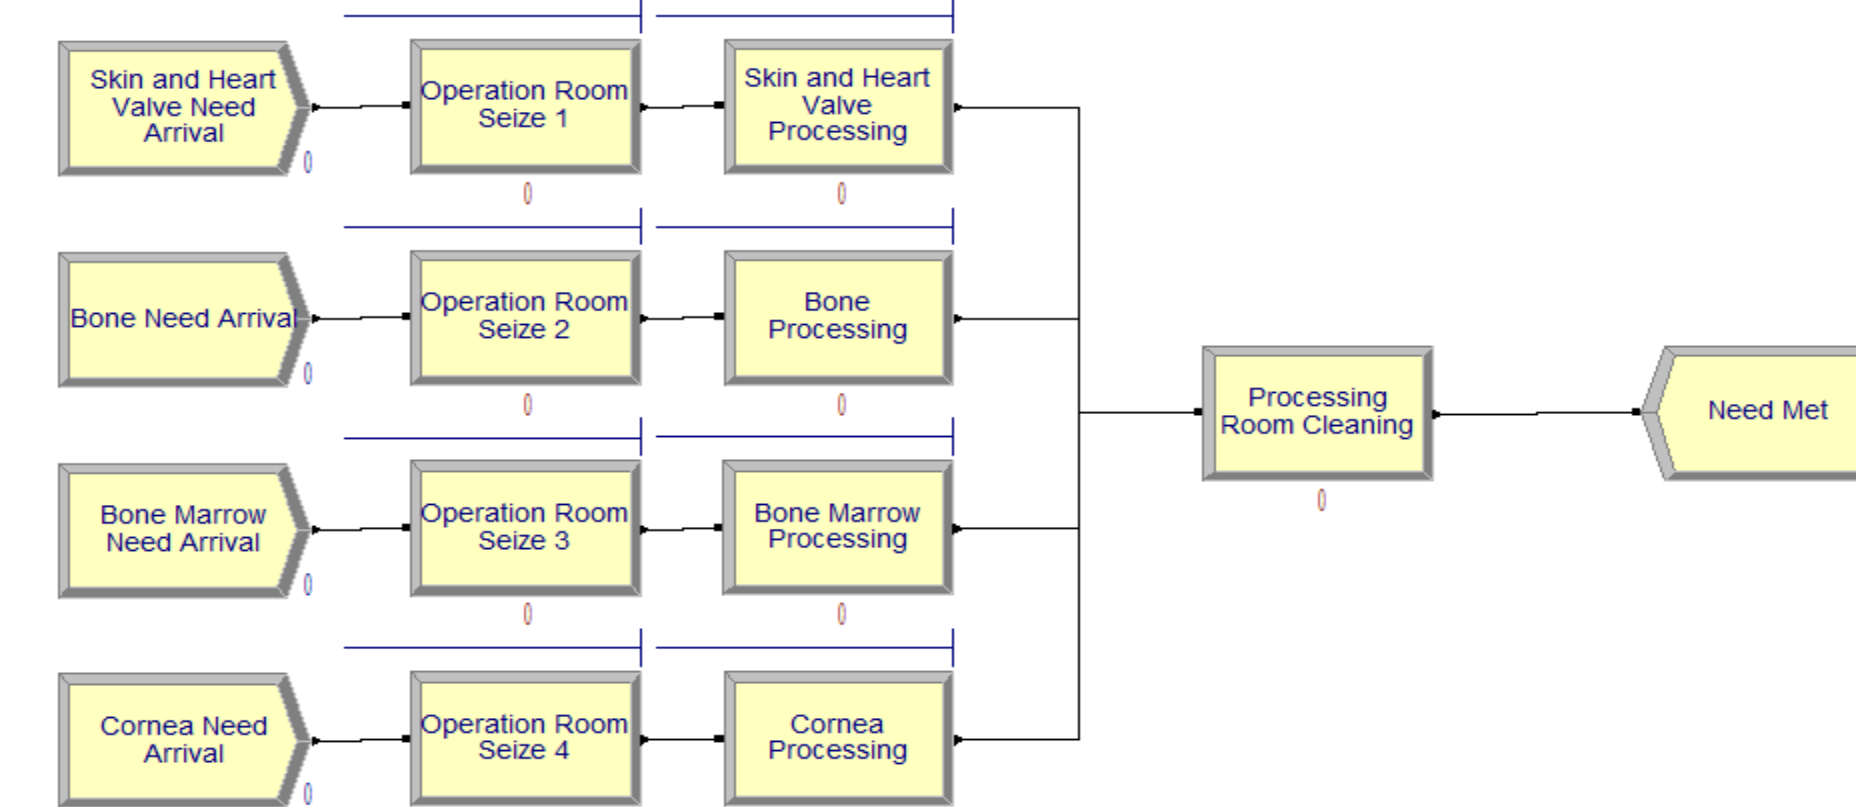 Skin and Heart
Valve Need
Arrival
0
Operation Room
Seize 1
0
Skin and Heart
Valve
Processing
0
Bone Need Arrival
0
Operation Room
Seize 2
0
Bone
Processing
0
Bone Marrow
Need Arrival
0
Operation Room
Seize 3
0
Bone Marrow
Processing
0
Cornea Need
Arrival
0
Operation Room
Seize 4
Cornea
Processing
Processing
Room Cleaning
0
Need Met